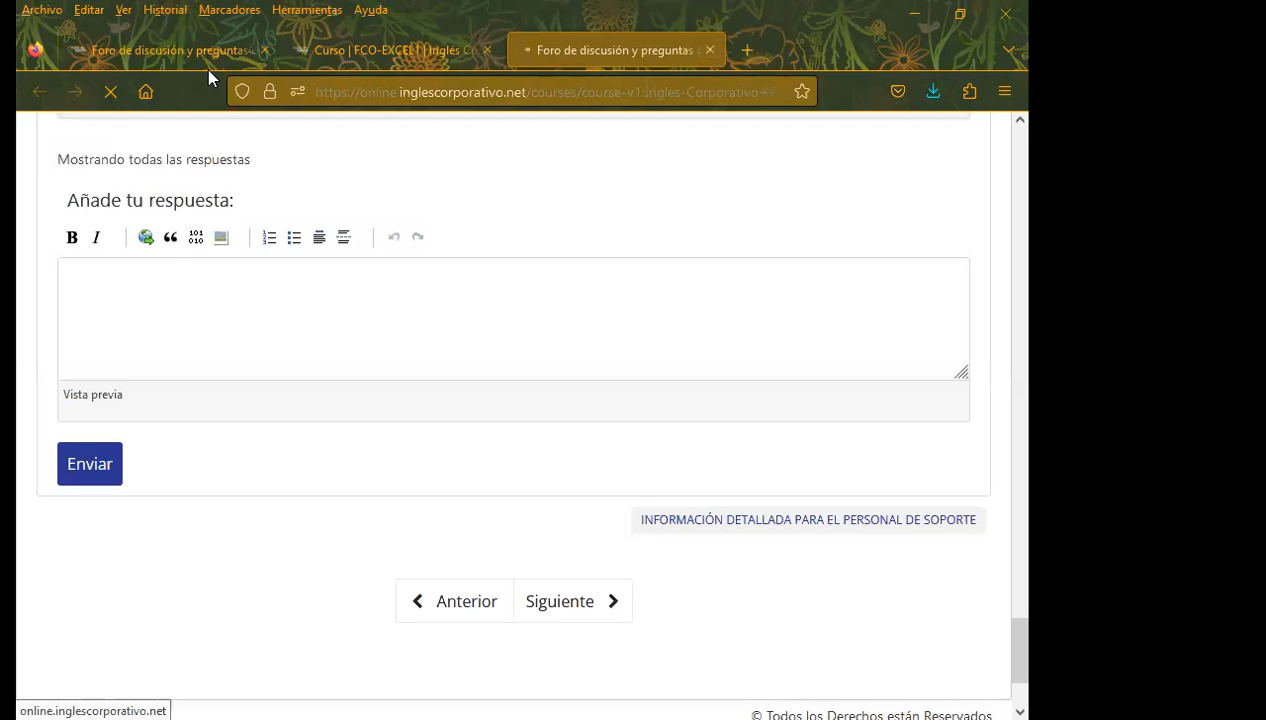 Archivo Editar Ver Historial Marcadores Herramientas Ayuda
Foro de discusión y preguntas Curso | FCO-EXCEL1 | Inglés C Foro de discusión y preguntas
https://online.inglescorporativo.net/courses/course-v1:Ingles-Corporativo+
Mostrando todas las respuestas
Añade tu respuesta:
B I 101 010
Vista previa
Enviar
INFORMACIÓN DETALLADA PARA EL PERSONAL DE SOPORTE
Anterior Siguiente
online.inglescorporativo.net
© Todos los Derechos están Reservados